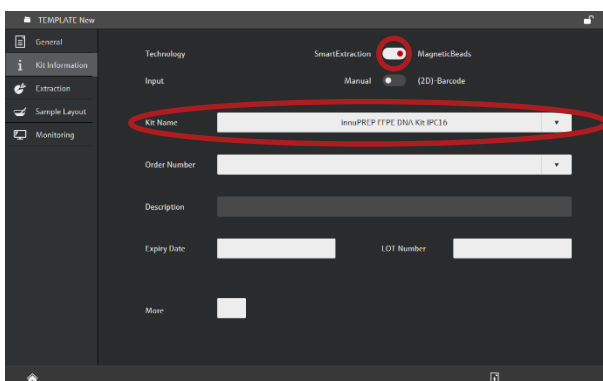 TEMPLATE New
General
Kit Information
Extraction
Sample Layout
Monitoring
Technology SmartExtraction MagneticBeads
Input Manual (2D)-Barcode
Kit Name innuPREP FFPE DNA Kit IPC16
Order Number
Description
Expiry Date LOT Number
More